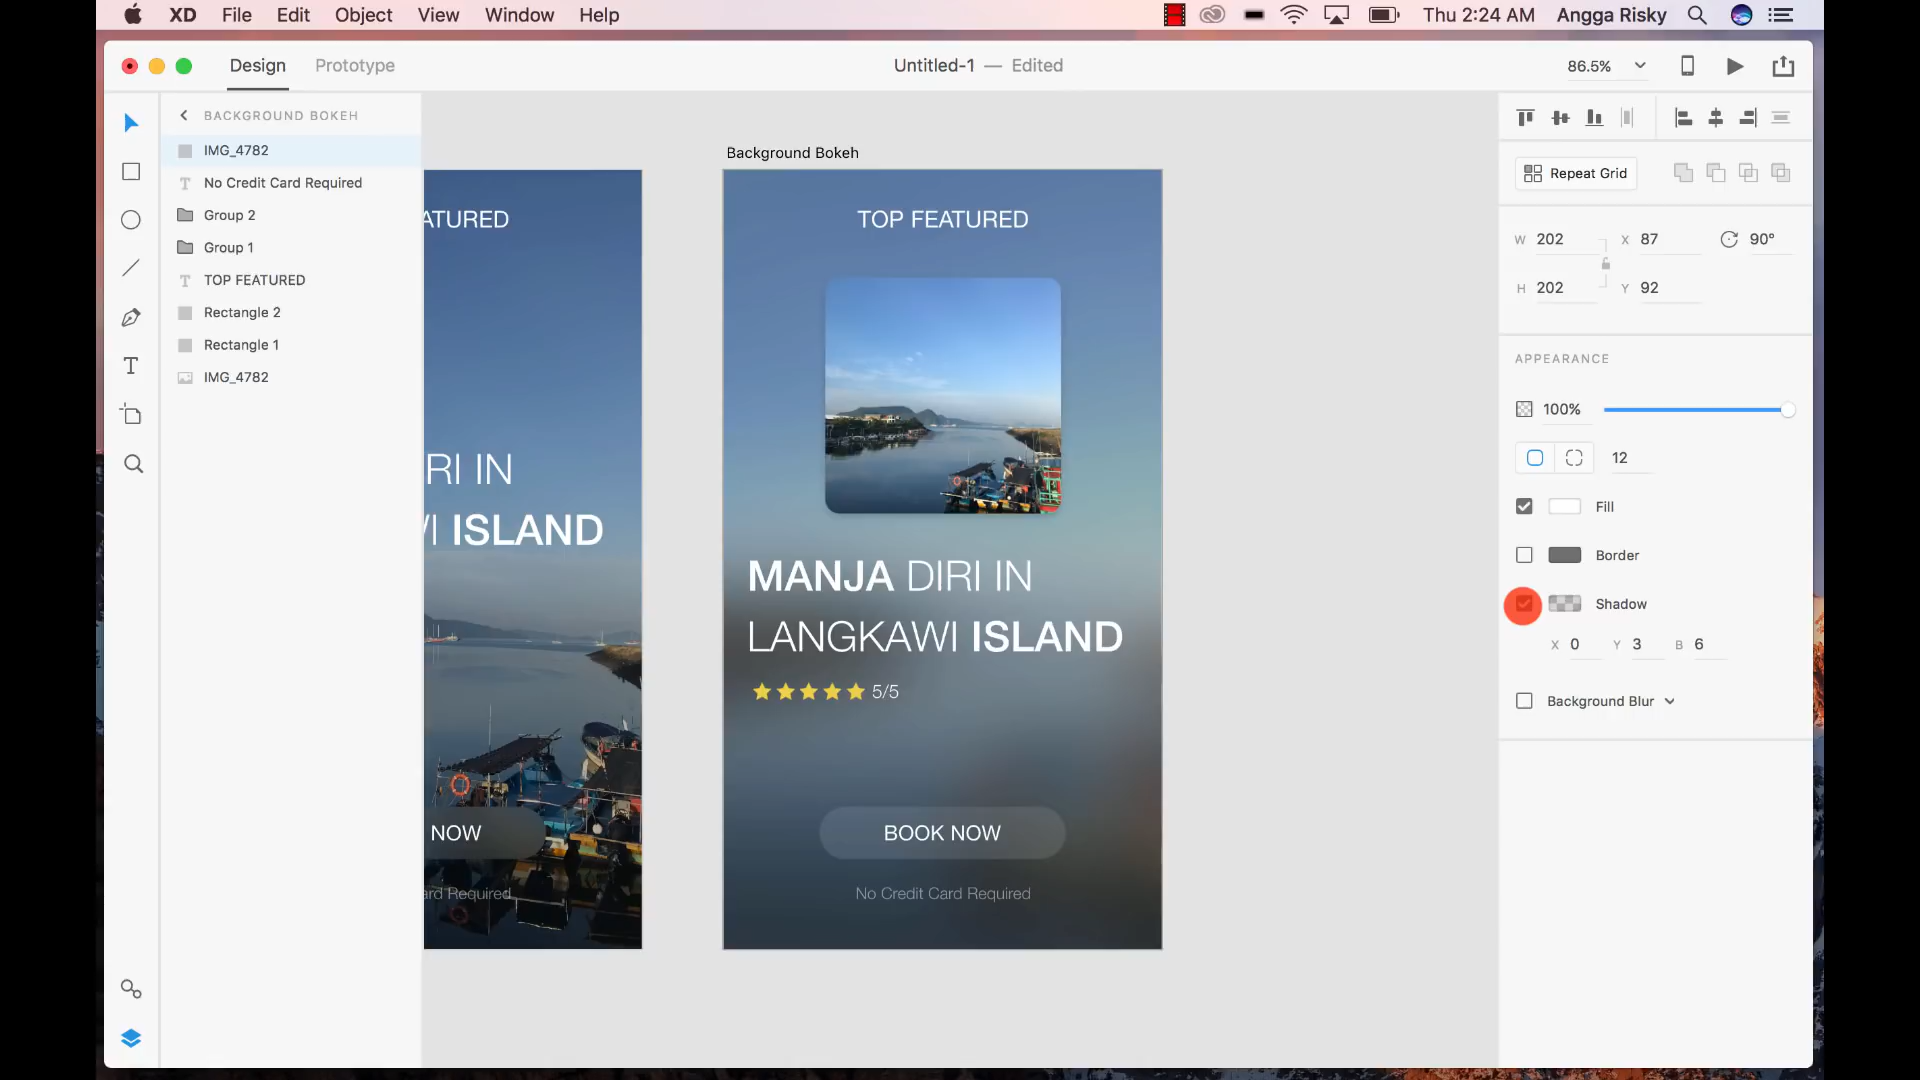 XD File Edit Object View Window Help
Thu 2:24 AM Angga Risky
Design Prototype
Untitled-1 — Edited
86.5%
BACKGROUND BOKEH
IMG_4782
No Credit Card Required
Group 2
Group 1
TOP FEATURED
Rectangle 2
Rectangle 1
IMG_4782
ATURED
RI IN
I ISLAND
NOW
ard Required
Background Bokeh
TOP FEATURED
MANJA DIRI IN
LANGKAWI ISLAND
5/5
BOOK NOW
No Credit Card Required
Repeat Grid
W 202 X 87 90°
H 202 Y 92
APPEARANCE
100%
12
Fill
Border
Shadow
X 0 Y 3 B 6
Background Blur